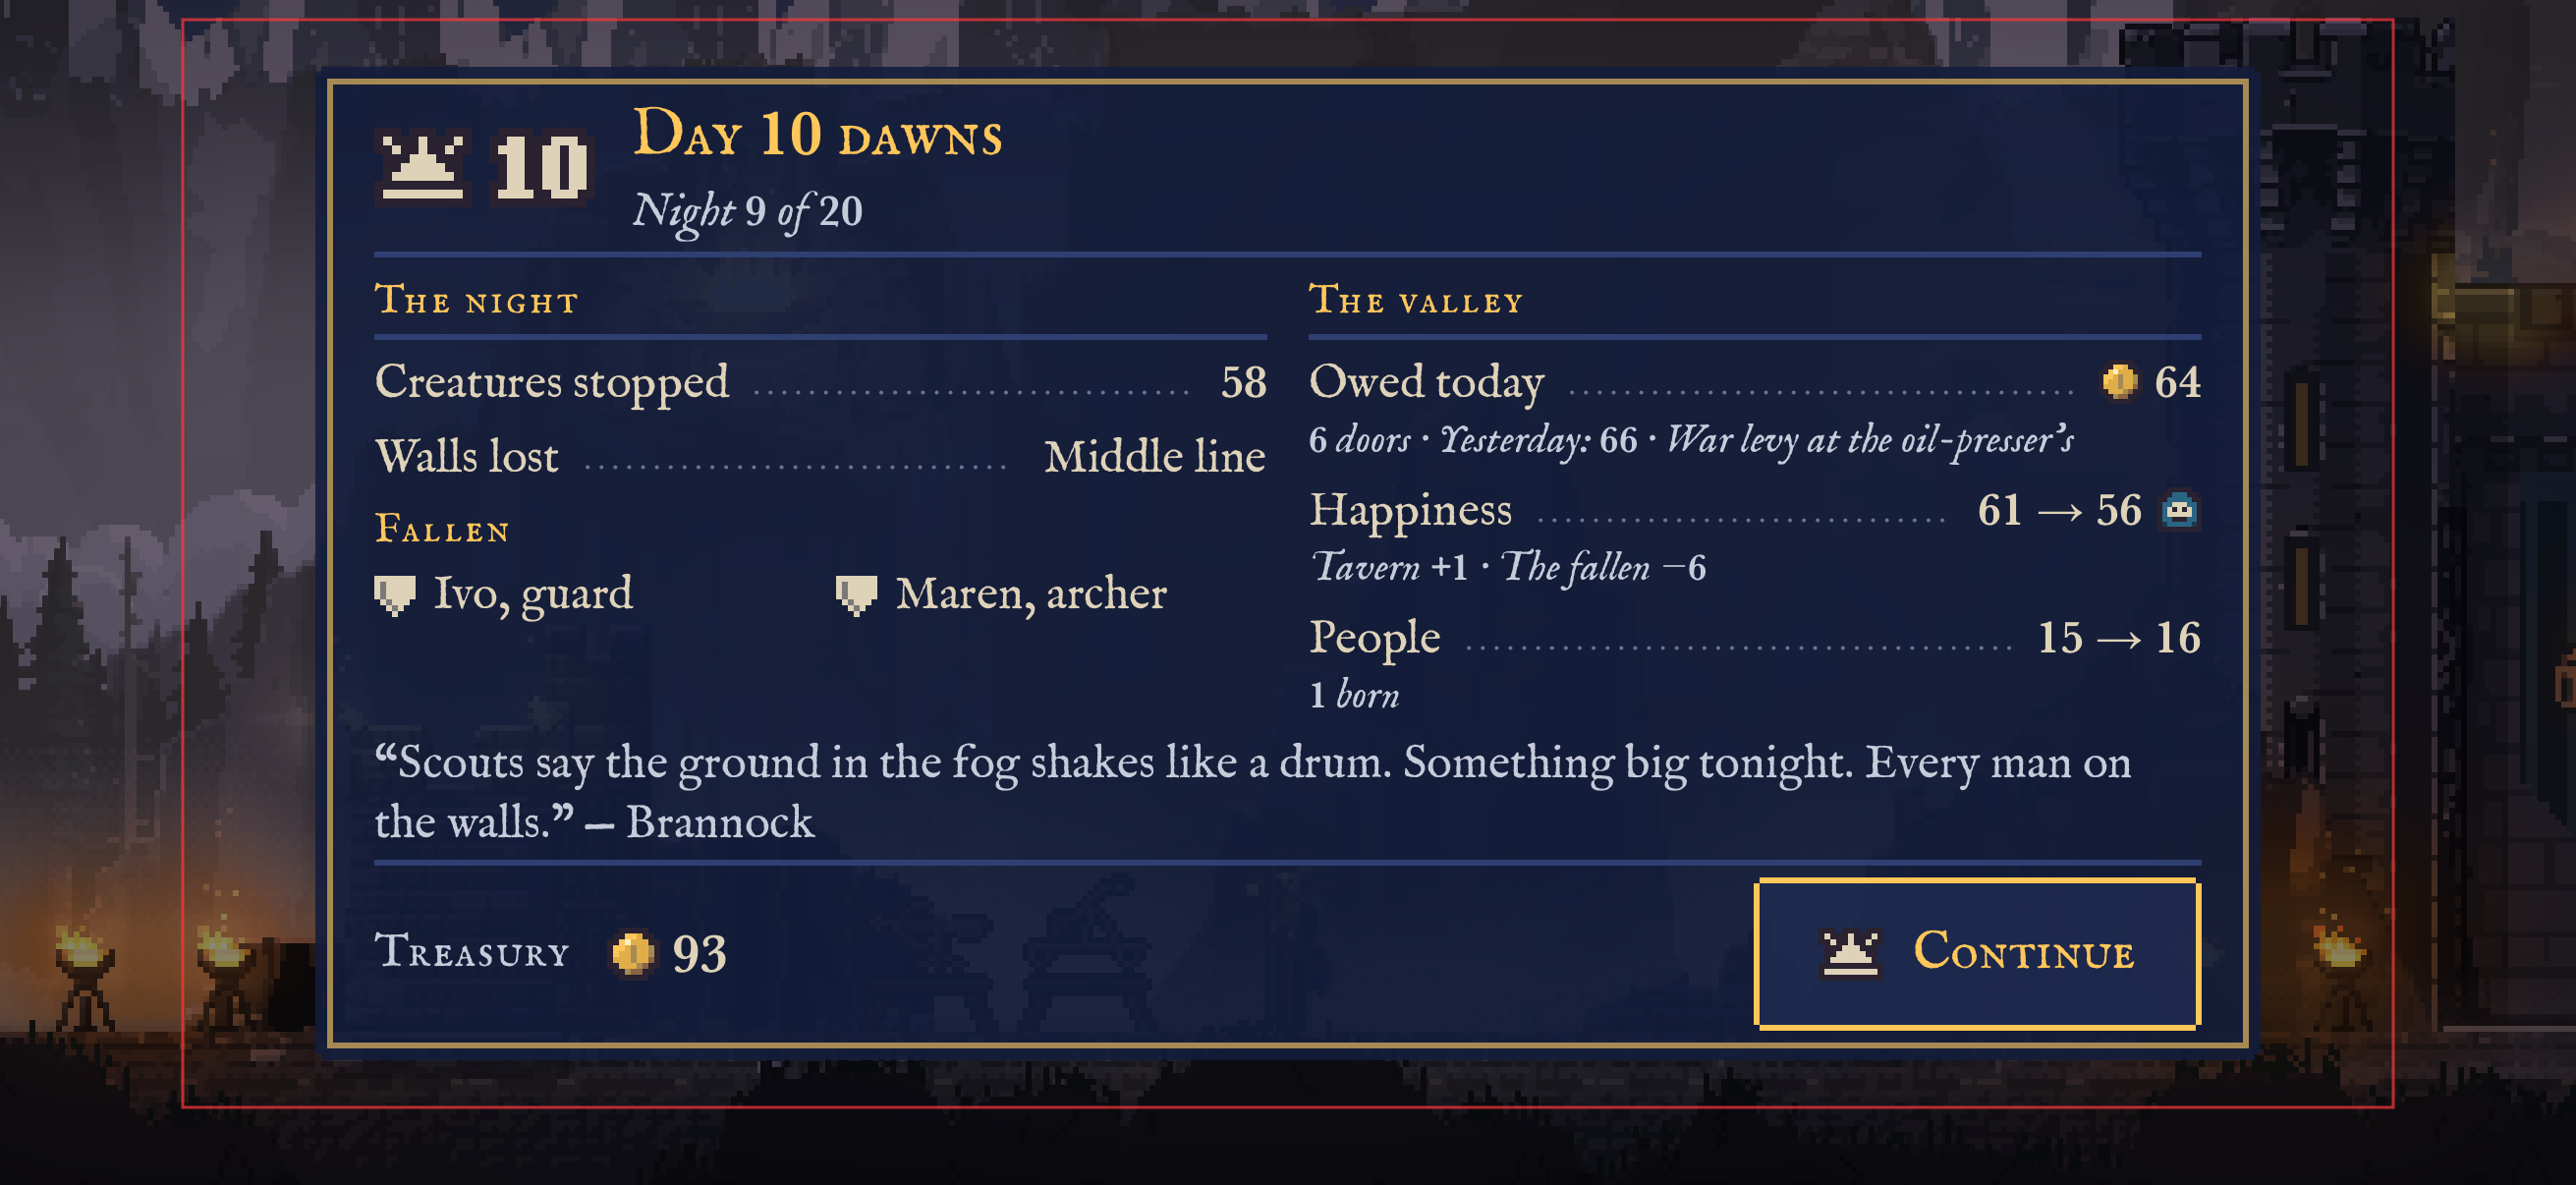 10
Day 10 dawns
Night 9 of 20
The night
Creatures stopped 58
Walls lost Middle line
Fallen
Ivo, guard Maren, archer
The valley
Owed today 64
6 doors · Yesterday: 66 · War levy at the oil-presser’s
Happiness 61 → 56
Tavern +1 · The fallen −6
People 15 → 16
1 born
“Scouts say the ground in the fog shakes like a drum. Something big tonight. Every man on
the walls.” — Brannock
Treasury 93
Continue